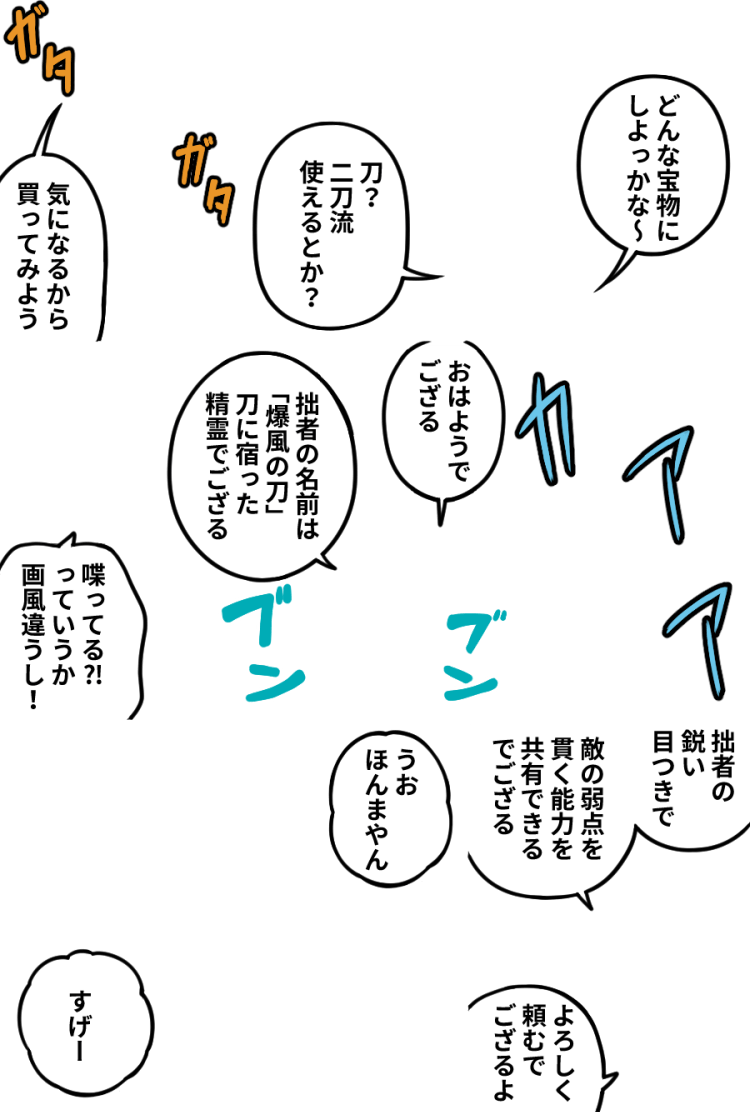 どんな宝物に
しよっかな～
刀？
二刀流
使えるとか？
ガタ
ガタ
気になるから
買ってみよう
カアア
おはようで
ござる
拙者の名前は
「爆風の刀」
刀に宿った
精霊でござる
ブン
ブン
喋ってる⁈
っていうか
画風違うし！
拙者の
鋭い
目つきで
敵の弱点を
貫く能力を
共有できる
でござる
うお
ほんまやん
よろしく
頼むで
ござるよ
すげー